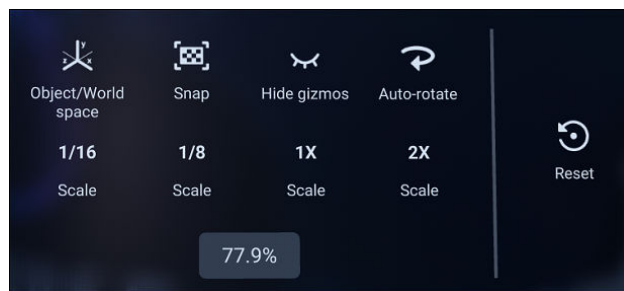 y
z x
Object/World
space
Snap
Hide gizmos
Auto-rotate
1/16
Scale
1/8
Scale
1X
Scale
2X
Scale
77.9%
Reset